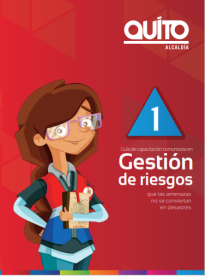 QUITO
ALCALDÍA
1
Guía de capacitación comunitaria en
Gestión
de riesgos
que las amenazas
no se conviertan
en desastres